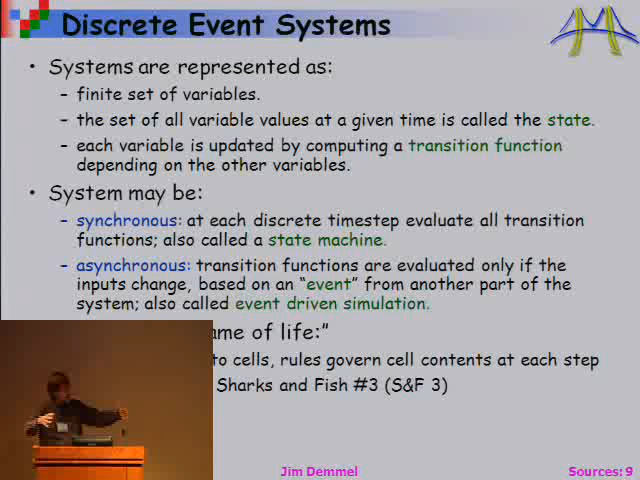 Discrete Event Systems
• Systems are represented as:
– finite set of variables.
– the set of all variable values at a given time is called the state.
– each variable is updated by computing a transition function
depending on the other variables.
• System may be:
– synchronous: at each discrete timestep evaluate all transition
functions; also called a state machine.
– asynchronous: transition functions are evaluated only if the
inputs change, based on an “event” from another part of the
system; also called event driven simulation.
ame of life:”
to cells, rules govern cell contents at each step
Sharks and Fish #3 (S&F 3)
Jim Demmel
Sources: 9